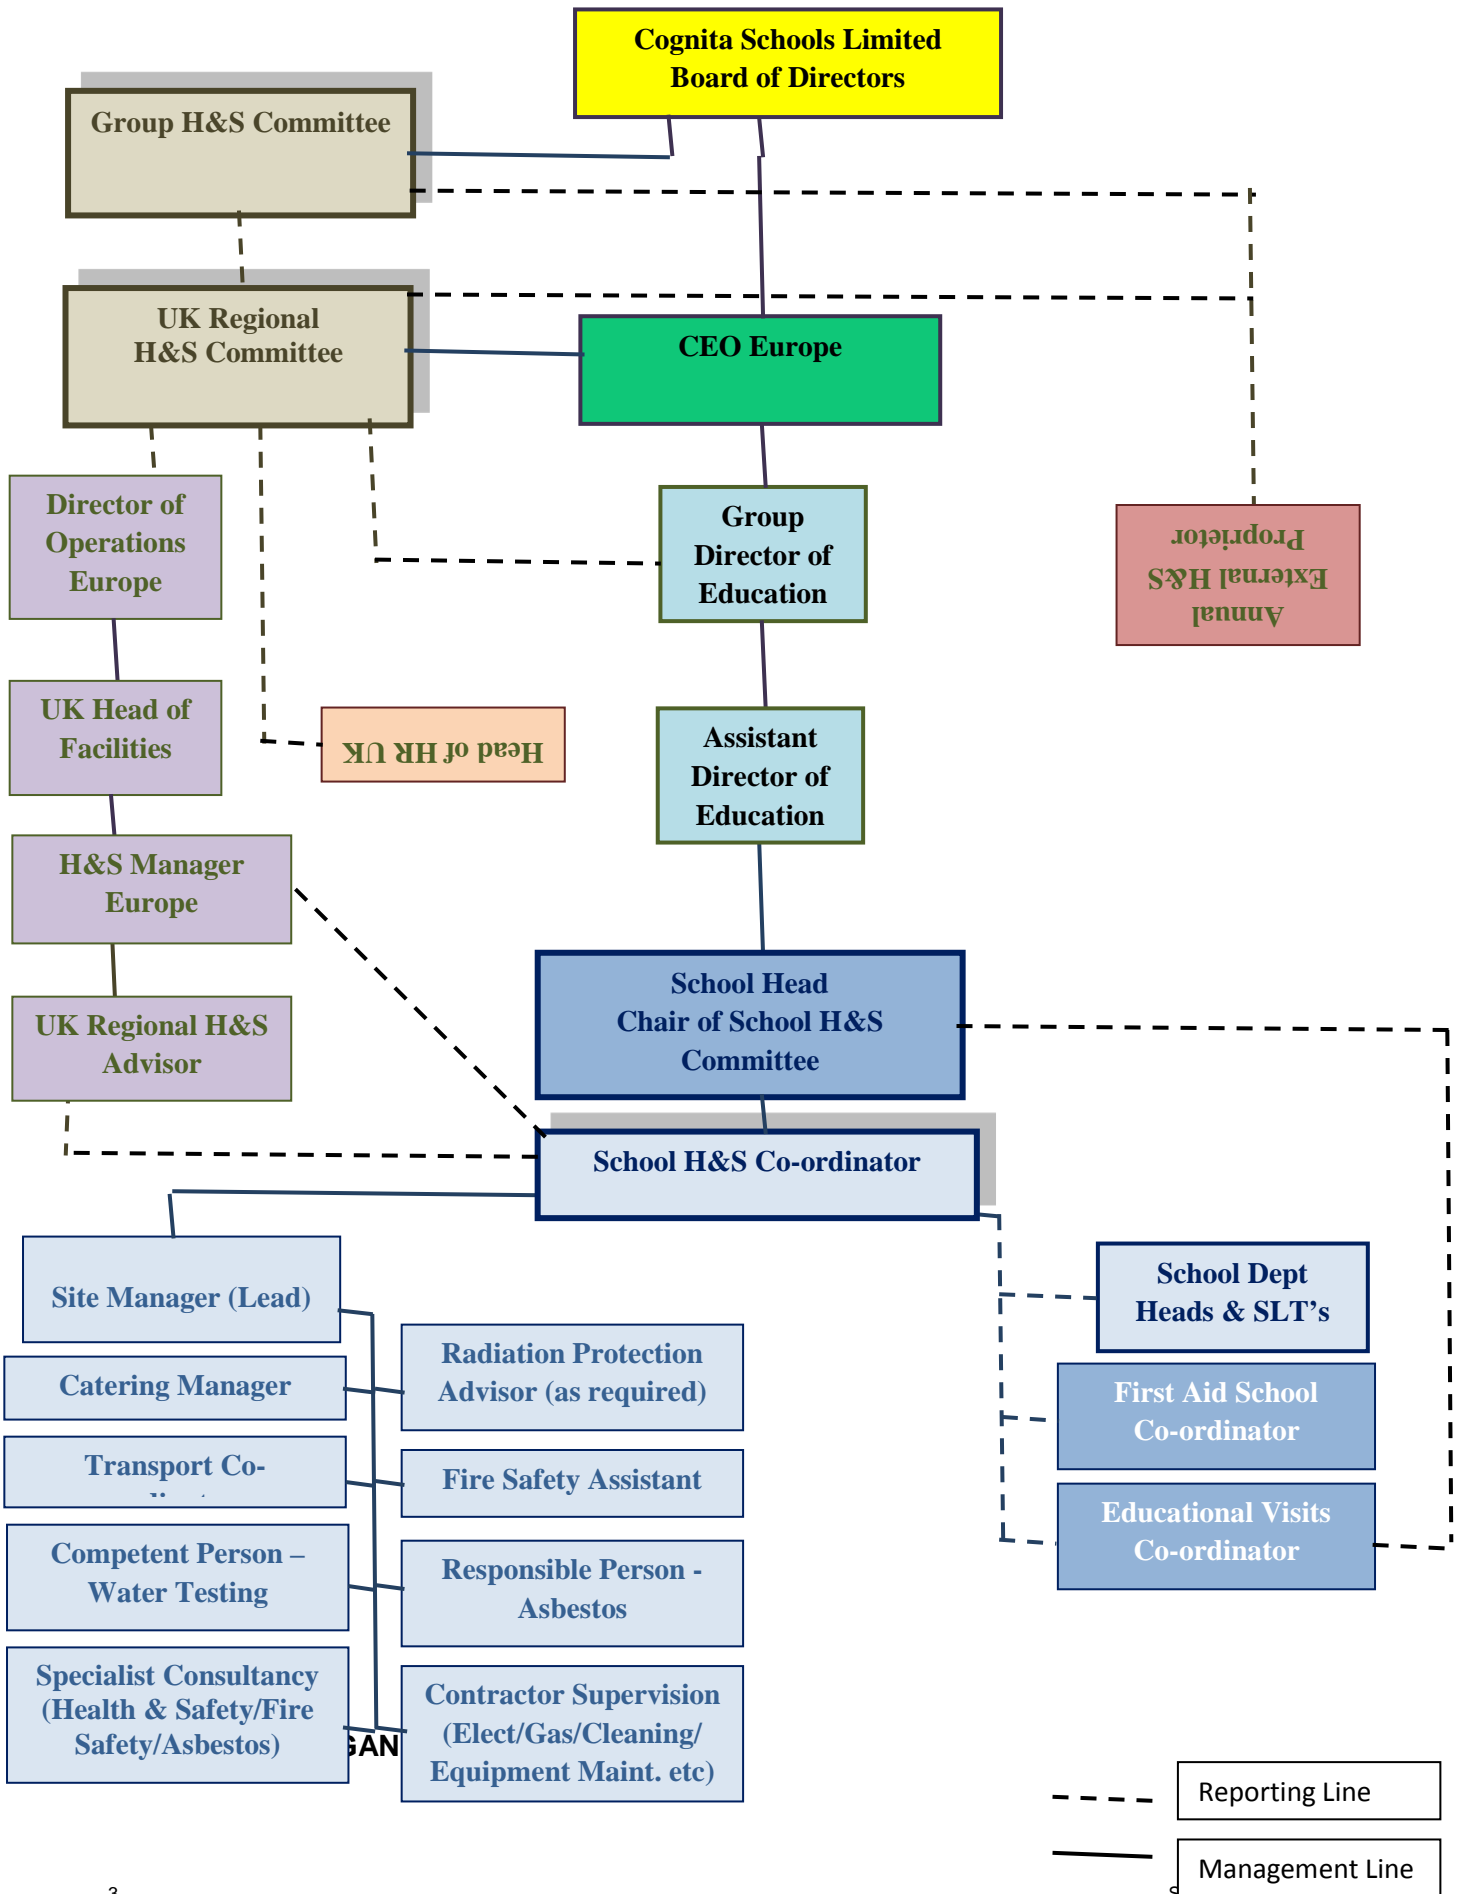 Cognita Schools Limited
Board of Directors
Group H&S Committee
UK Regional
H&S Committee
CEO Europe
Director of
Operations
Europe
Group
Director of
Education
Annual
External H&S
Proprietor
UK Head of
Facilities
Head of HR UK
Assistant
Director of
Education
H&S Manager
Europe
School Head
Chair of School H&S
Committee
UK Regional H&S
Advisor
School H&S Co-ordinator
Site Manager (Lead)
School Dept
Heads & SLT's
Radiation Protection
Advisor (as required)
Catering Manager
First Aid School
Co-ordinator
Transport Co-
Fire Safety Assistant
Educational Visits
Co-ordinator
Competent Person –
Water Testing
Responsible Person -
Asbestos
Specialist Consultancy
(Health & Safety/Fire
Safety/Asbestos)
Contractor Supervision
(Elect/Gas/Cleaning/
Equipment Maint. etc)
GAN
Reporting Line
Management Line
3